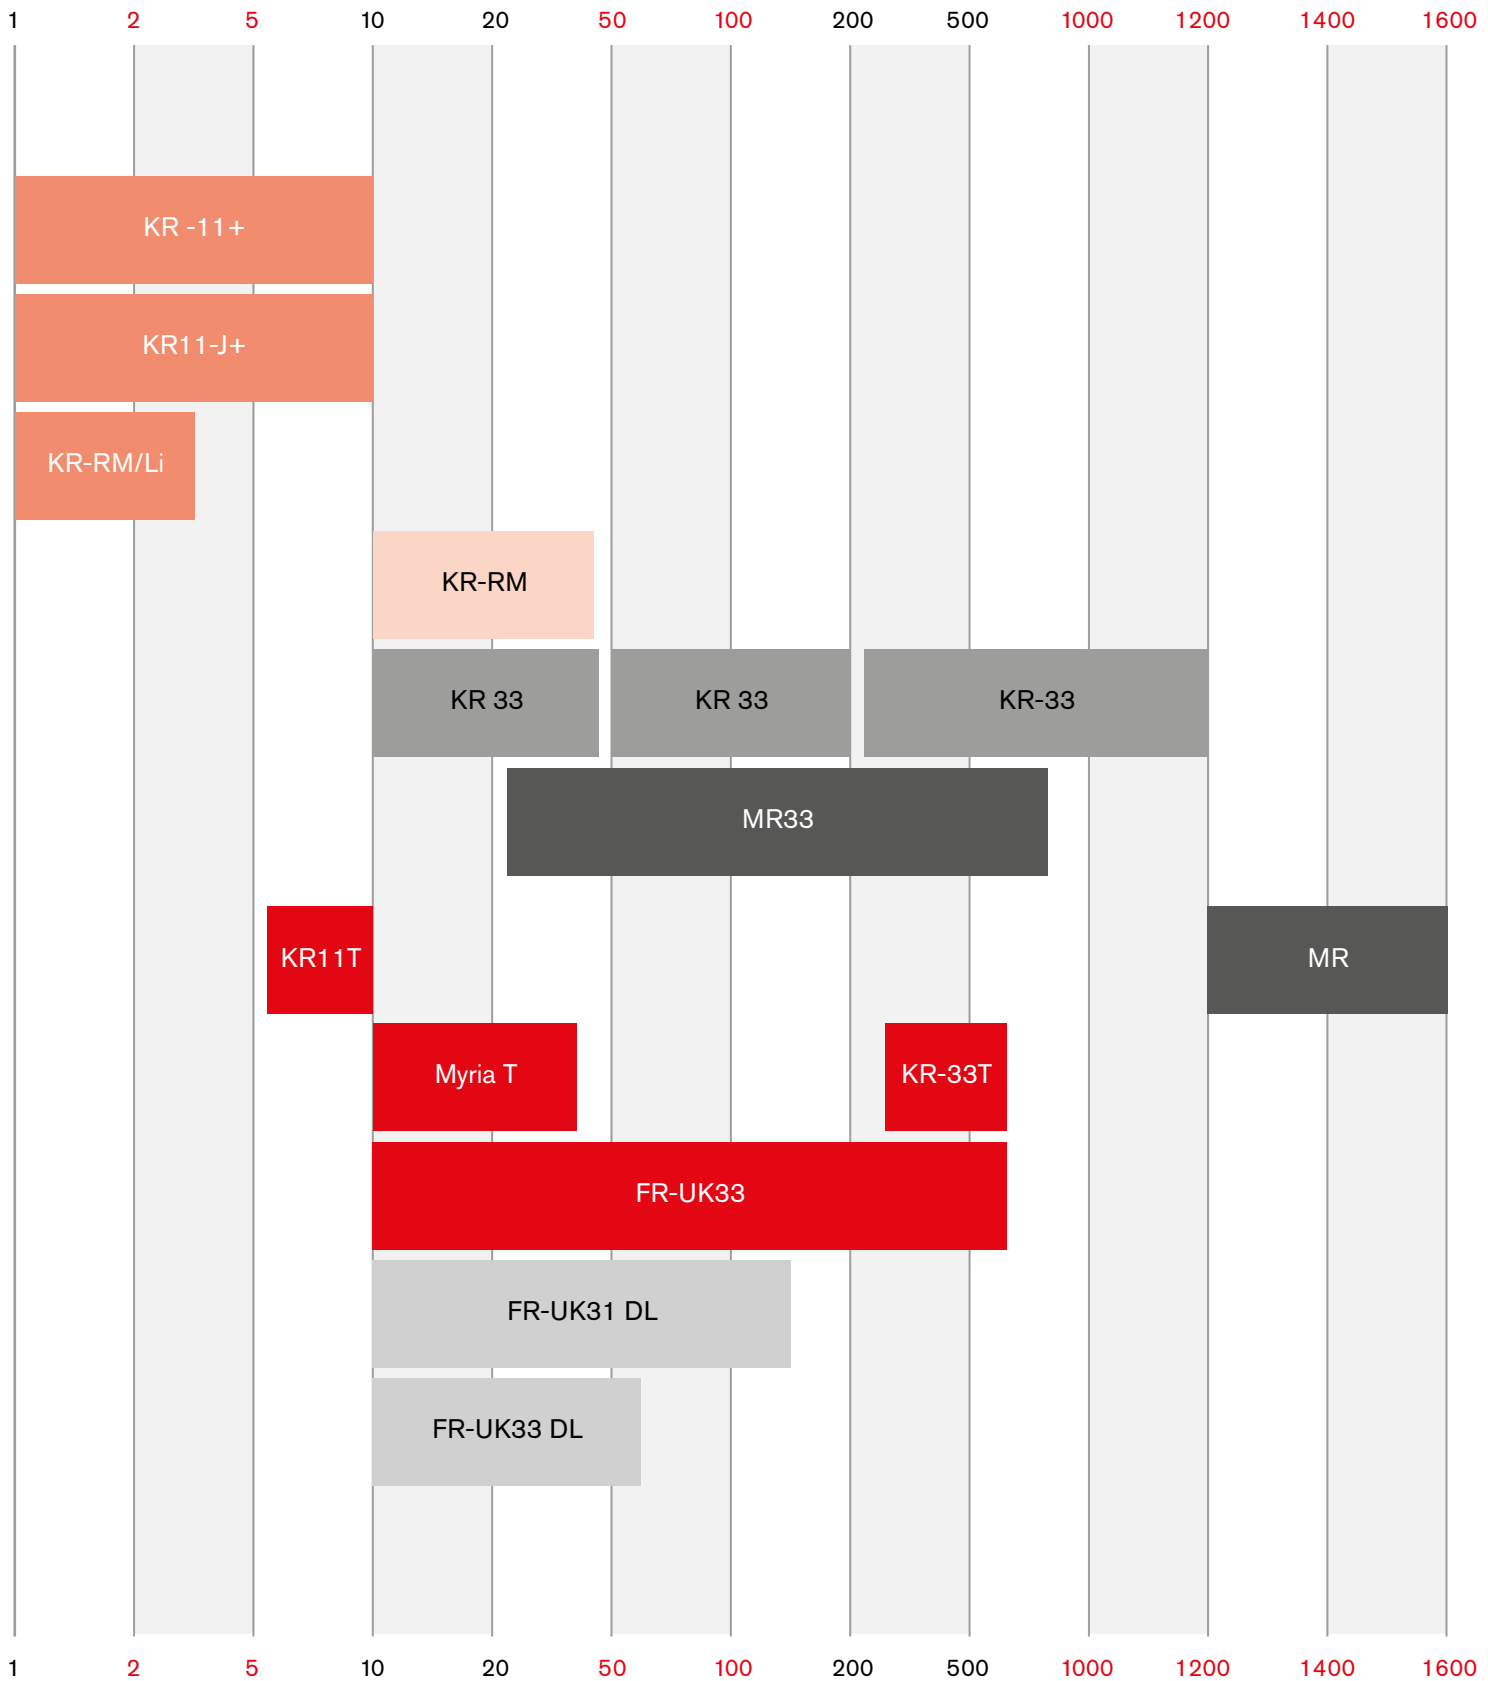 1 2 5 10 20 50 100 200 500 1000 1200 1400 1600
KR -11+
KR11-J+
KR-RM/Li
KR-RM
KR 33 KR 33 KR-33
MR33
KR11T MR
Myria T KR-33T
FR-UK33
FR-UK31 DL
FR-UK33 DL
1 2 5 10 20 50 100 200 500 1000 1200 1400 1600